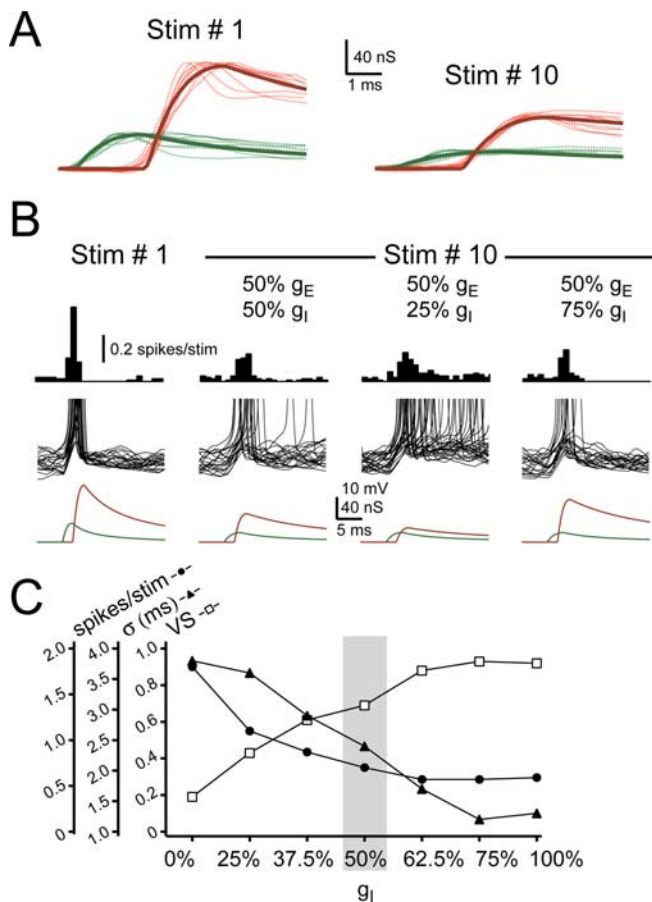 A
Stim # 1
40 nS
1 ms
Stim # 10
B
Stim # 1
Stim # 10
50% gE
50% gI
50% gE
25% gI
50% gE
75% gI
0.2 spikes/stim
10 mV
40 nS
5 ms
C
spikes/stim
σ (ms)
VS
2.0
4.0
1.0
3.5
1.5
0.8
3.0
0.6
1.0
2.5
0.4
2.0
0.5
0.2
1.5
0
1.0
0
0% 25% 37.5% 50% 62.5% 75% 100%
gI